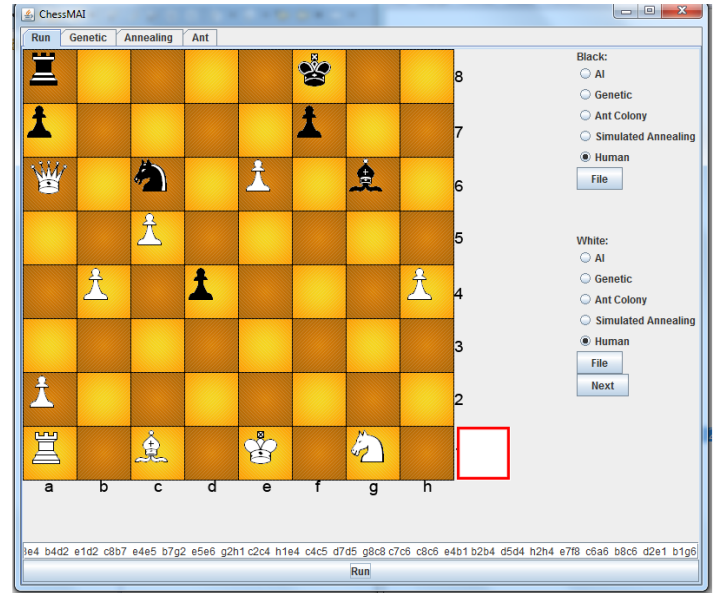 ChessMAI
Run Genetic Annealing Ant
8
7
6
5
4
3
2
a b c d e f g h
Black:
AI
Genetic
Ant Colony
Simulated Annealing
Human
File
White:
AI
Genetic
Ant Colony
Simulated Annealing
Human
File
Next
b4d2 e1d2 c8b7 e4e5 b7g2 e5e6 g2h1 c2c4 h1e4 c4c5 d7d5 g8c8 c7c6 c8c6 e4b1 b2b4 d5d4 h2h4 e7f8 c6a6 b8c6 d2e1 b1g6
Run